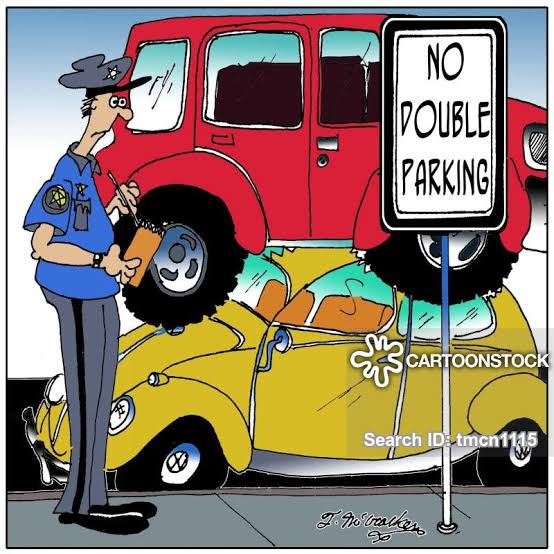 NO
DOUBLE
PARKING
CARTOONSTOCK
Search ID: tmcn1115